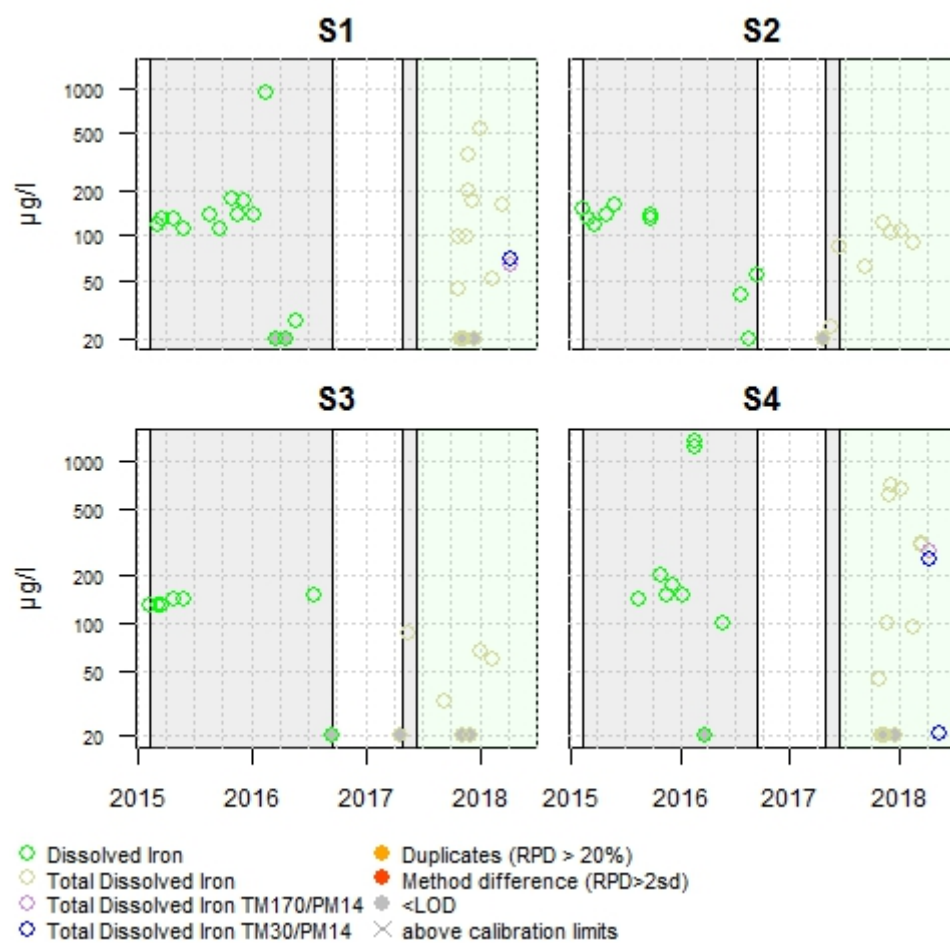 S1 S2
1000
500
200
100
50
20
µg/l
S3 S4
1000
500
200
100
50
20
µg/l
2015 2016 2017 2018 2015 2016 2017 2018
Dissolved Iron Duplicates (RPD > 20%)
Total Dissolved Iron Method difference (RPD>2sd)
Total Dissolved Iron TM170/PM14 <LOD
Total Dissolved Iron TM30/PM14 above calibration limits